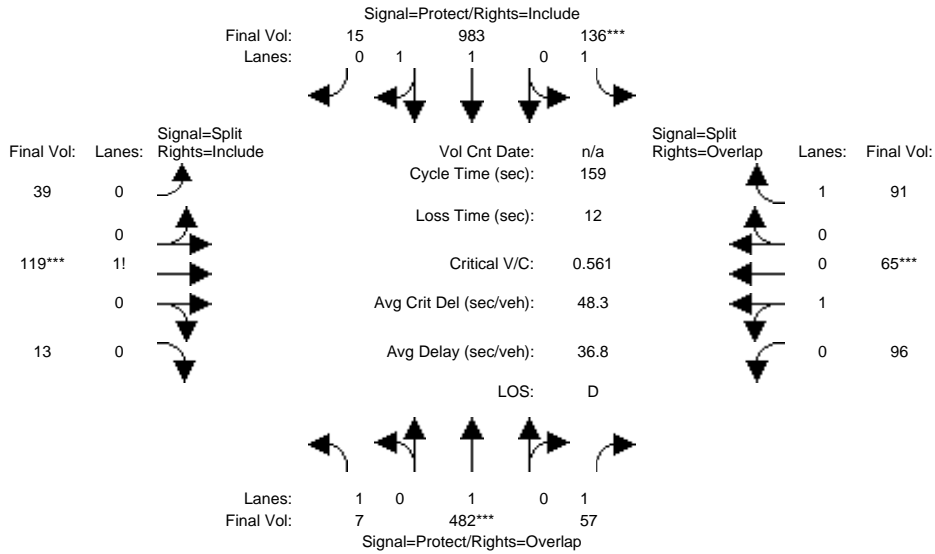 Signal=Protect/Rights=Include
Final Vol: 15 983 136***
Lanes: 0 1 1 0 1
Signal=Split
Final Vol: Lanes: Rights=Include
Vol Cnt Date: n/a
Signal=Split
Rights=Overlap Lanes: Final Vol:
Cycle Time (sec): 159
39 0
1 91
Loss Time (sec): 12
0
0
119*** 1!
Critical V/C: 0.561
0 65***
0
Avg Crit Del (sec/veh): 48.3
1
13 0
Avg Delay (sec/veh): 36.8
0 96
LOS: D
Lanes: 1 0 1 0 1
Final Vol: 7 482*** 57
Signal=Protect/Rights=Overlap